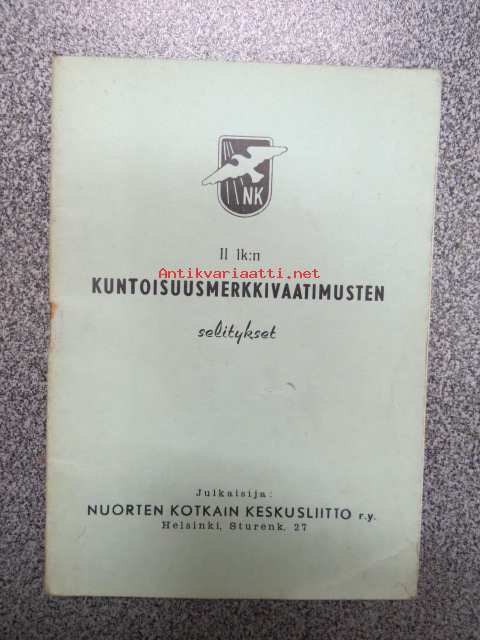 NK
II lk:n
Antikvariaatti.net
KUNTOISUUSMERKKIVAATIMUSTEN
selitykset
Julkaisija:
NUORTEN KOTKAIN KESKUSLIITTO r.y.
Helsinki, Sturenk. 27